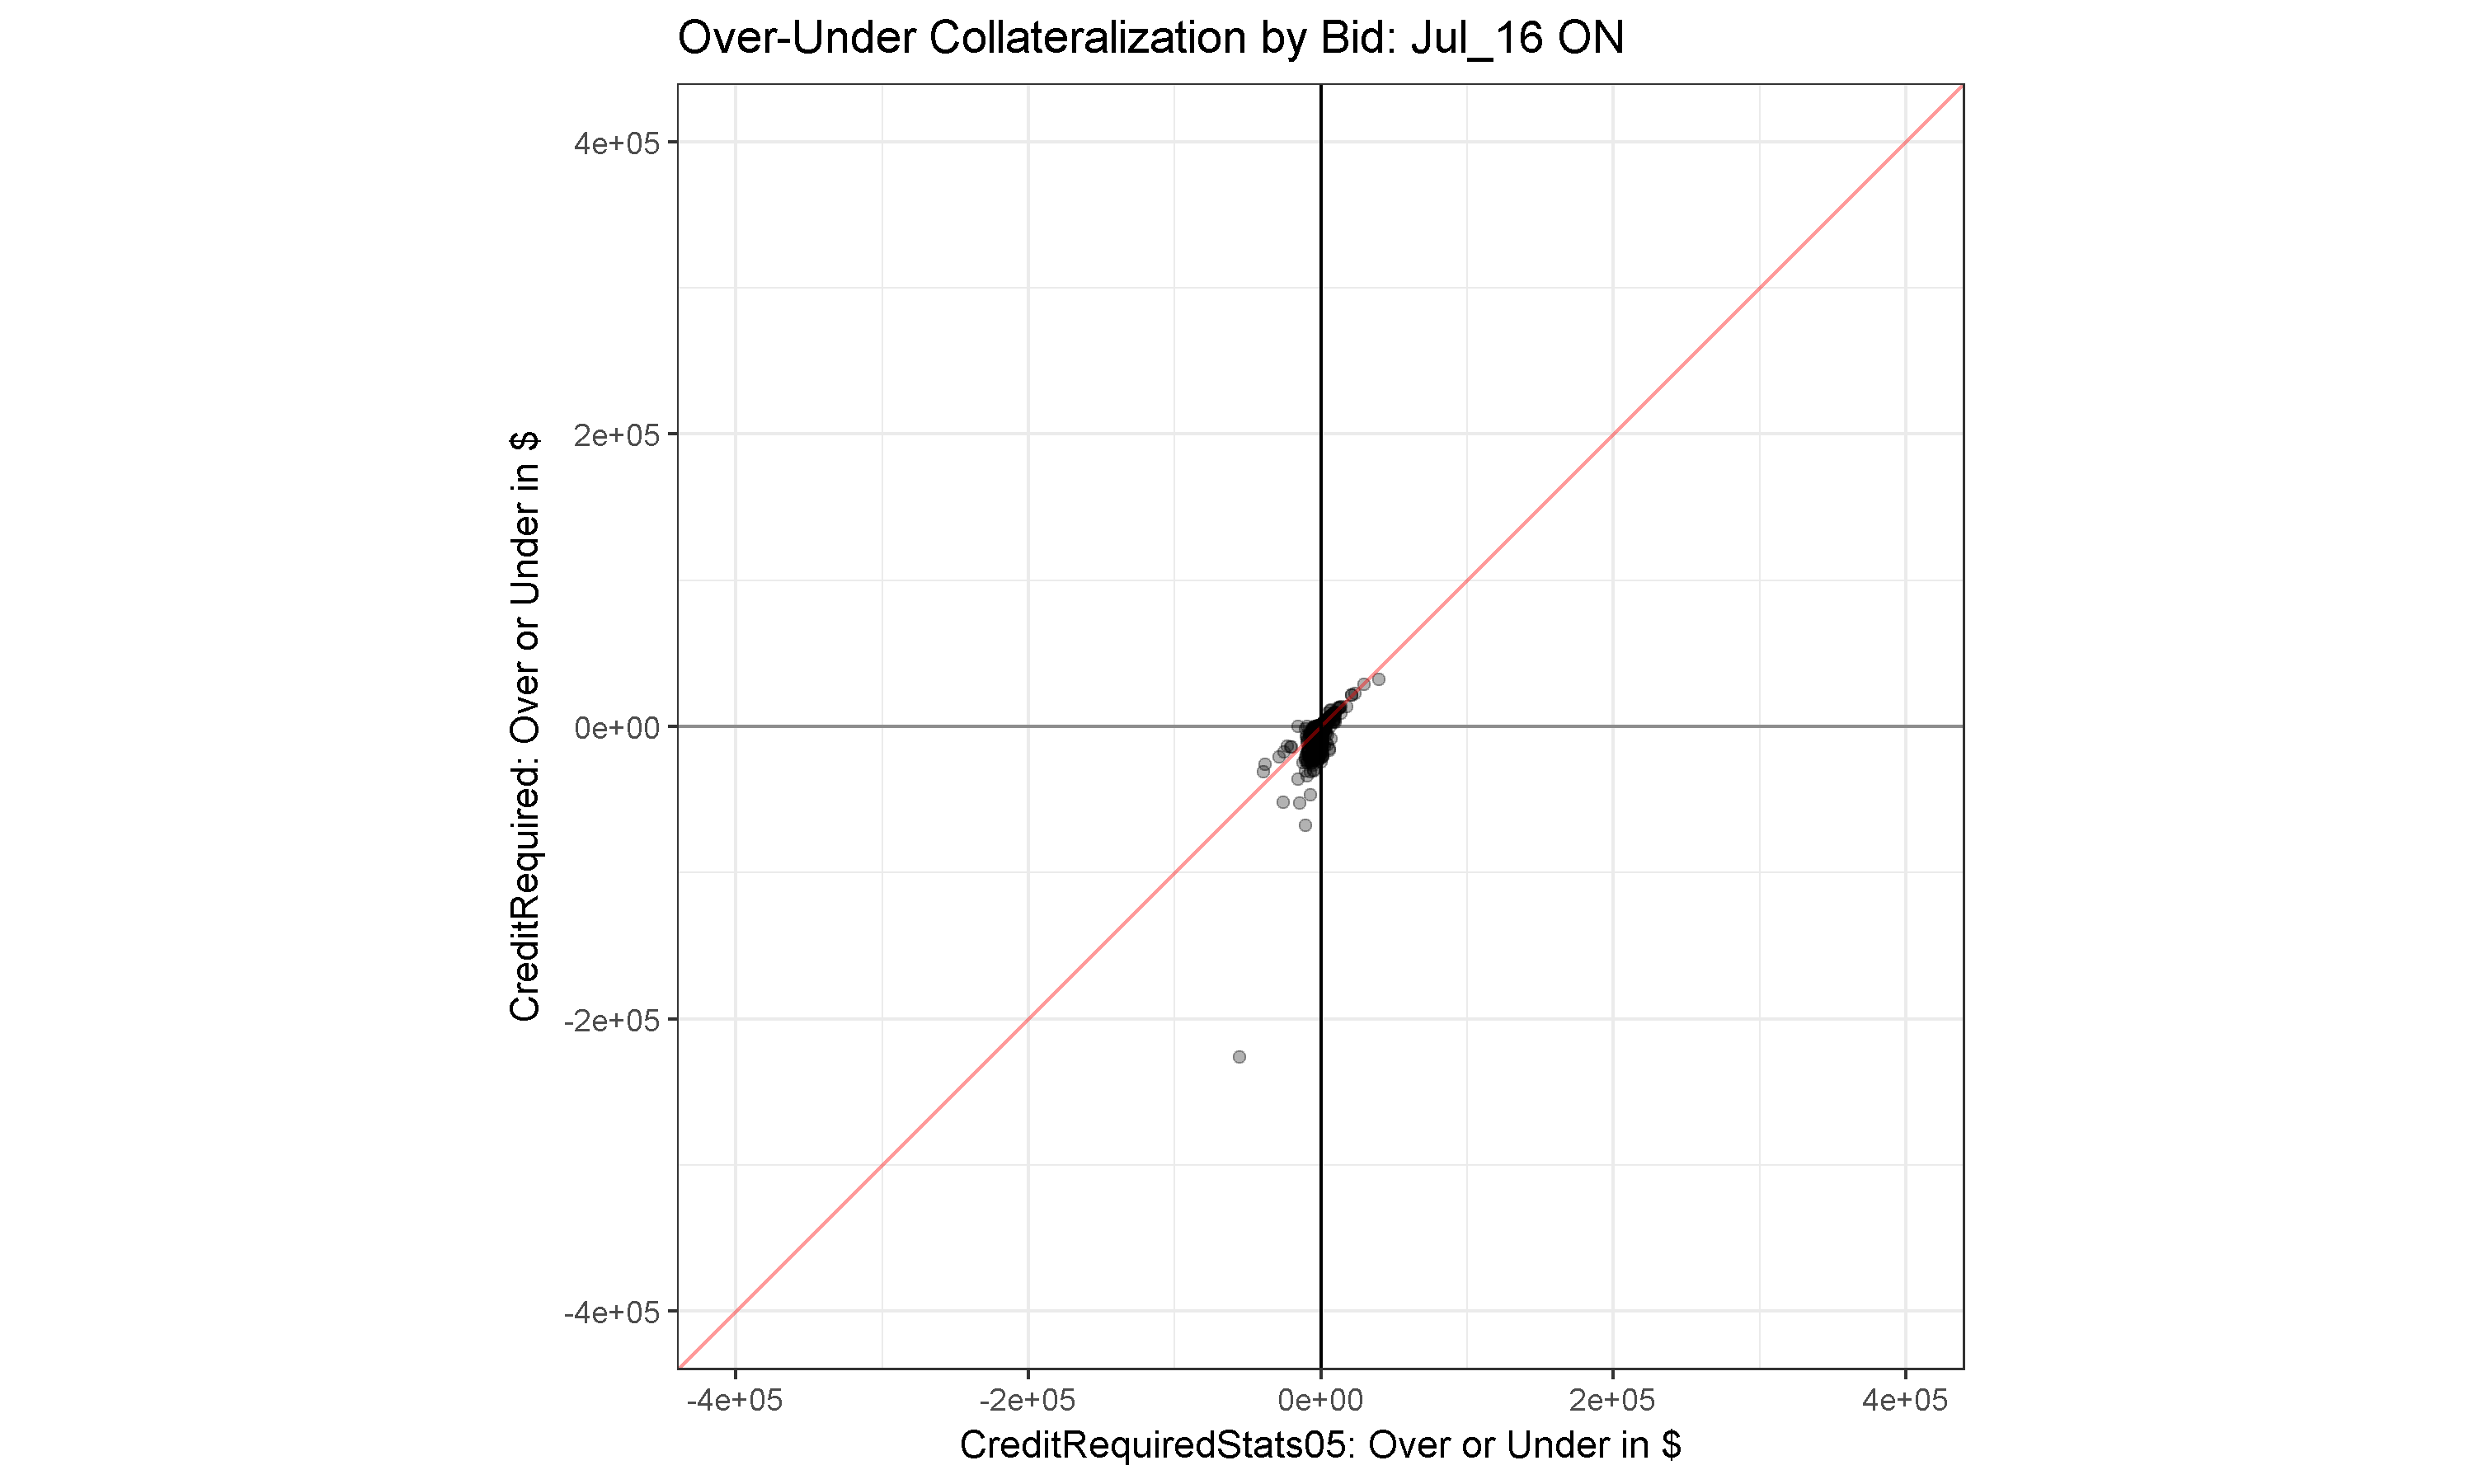 Over-Under Collateralization by Bid: Jul_16 ON
CreditRequired: Over or Under in $
4e+05
2e+05
0e+00
-2e+05
-4e+05
-4e+05 -2e+05 0e+00 2e+05 4e+05
CreditRequiredStats05: Over or Under in $